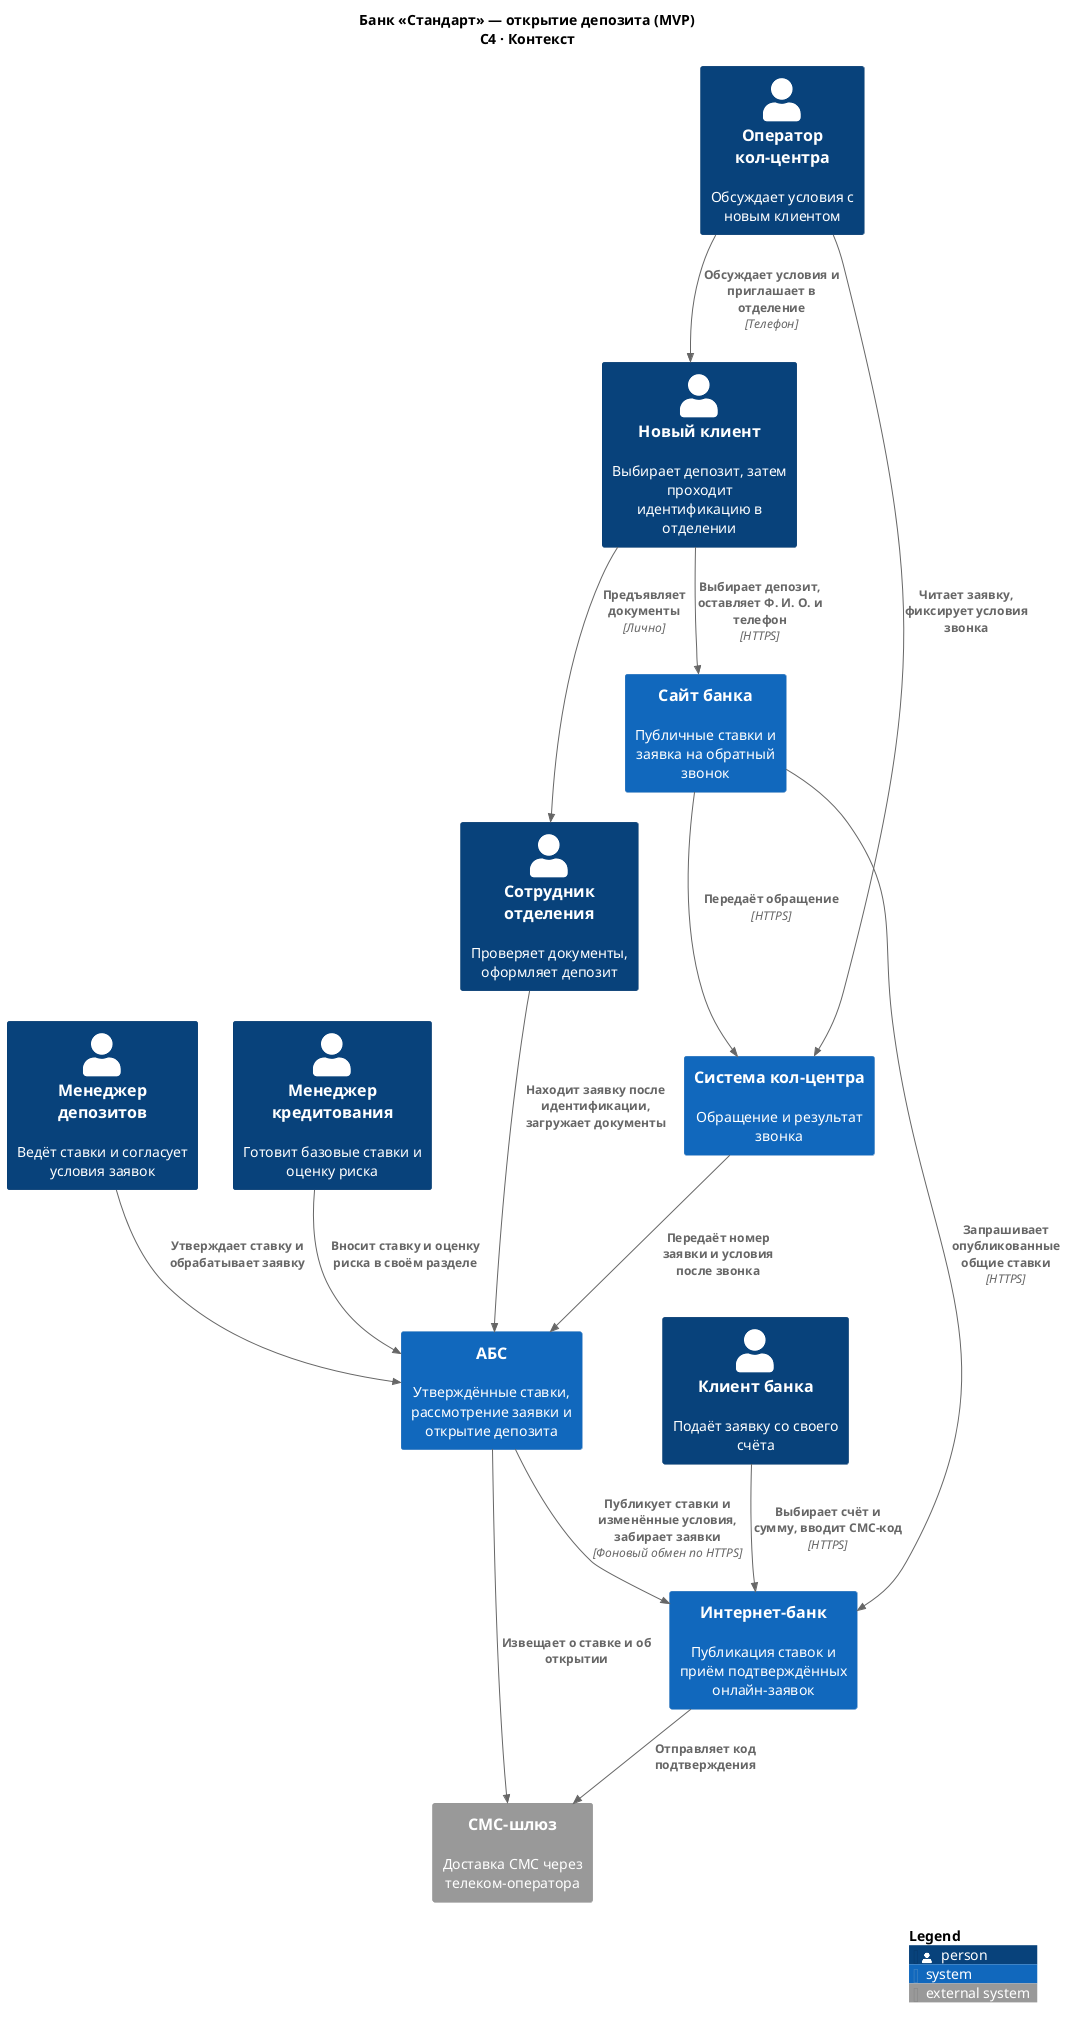 Банк «Стандарт» — открытие депозита (MVP)
C4 · Контекст
Оператор
кол-центра
Обсуждает условия с
новым клиентом
Обсуждает условия и
приглашает в
отделение
[Телефон]
Новый клиент
Выбирает депозит, затем
проходит
идентификацию в
отделении
Предъявляет
документы
[Лично]
Выбирает депозит,
оставляет Ф. И. О. и
телефон
[HTTPS]
Читает заявку,
фиксирует условия
звонка
Сайт банка
Публичные ставки и
заявка на обратный
звонок
Сотрудник
отделения
Проверяет документы,
оформляет депозит
Передаёт обращение
[HTTPS]
Менеджер
депозитов
Ведёт ставки и согласует
условия заявок
Менеджер
кредитования
Готовит базовые ставки и
оценку риска
Находит заявку после
идентификации,
загружает документы
Система кол-центра
Обращение и результат
звонка
Утверждает ставку и
обрабатывает заявку
Вносит ставку и оценку
риска в своём разделе
Передаёт номер
заявки и условия
после звонка
Запрашивает
опубликованные
общие ставки
[HTTPS]
АБС
Утверждённые ставки,
рассмотрение заявки и
открытие депозита
Клиент банка
Подаёт заявку со своего
счёта
Публикует ставки и
изменённые условия,
забирает заявки
[Фоновый обмен по HTTPS]
Выбирает счёт и
сумму, вводит СМС-код
[HTTPS]
Интернет-банк
Публикация ставок и
приём подтверждённых
онлайн-заявок
Извещает о ставке и об
открытии
Отправляет код
подтверждения
СМС-шлюз
Доставка СМС через
телеком-оператора
Legend
person
system
external system